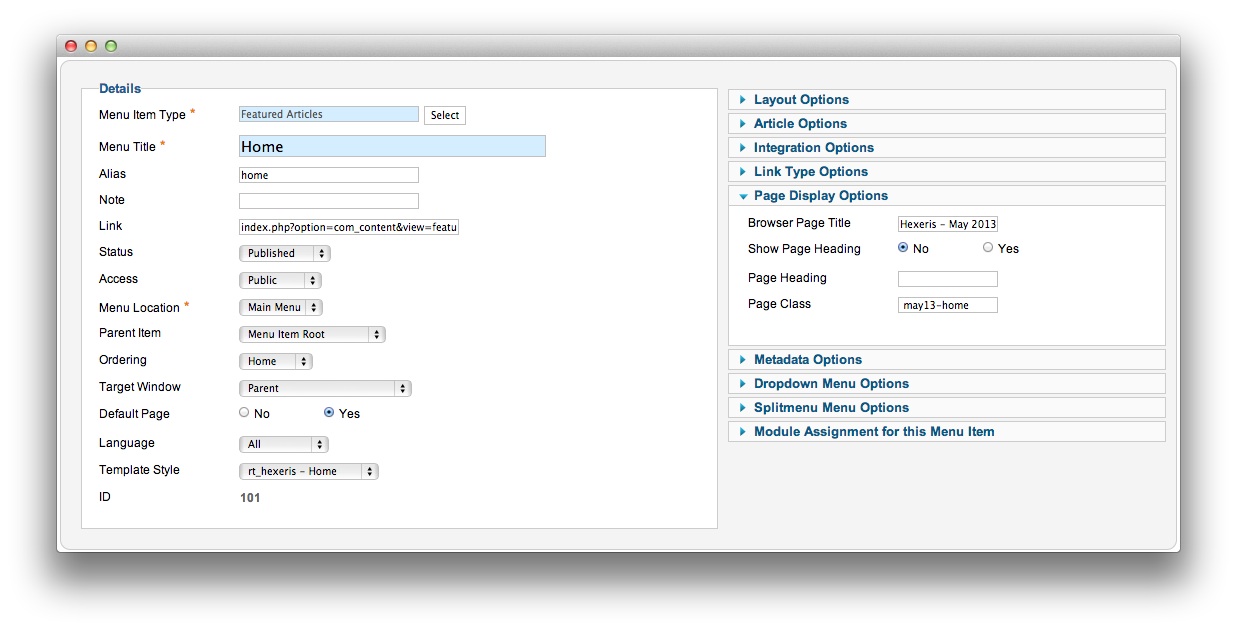 Details
Menu Item Type *
Featured Articles
Select
Menu Title *
Home
Alias
home
Note
Link
index.php?option=com_content&view=featu
Status
Published
Access
Public
Menu Location *
Main Menu
Parent Item
Menu Item Root
Ordering
Home
Target Window
Parent
Default Page
No
Yes
Language
All
Template Style
rt_hexeris - Home
ID
101
Layout Options
Article Options
Integration Options
Link Type Options
Page Display Options
Browser Page Title
Hexeris - May 2013
Show Page Heading
No
Yes
Page Heading
Page Class
may13-home
Metadata Options
Dropdown Menu Options
Splitmenu Menu Options
Module Assignment for this Menu Item